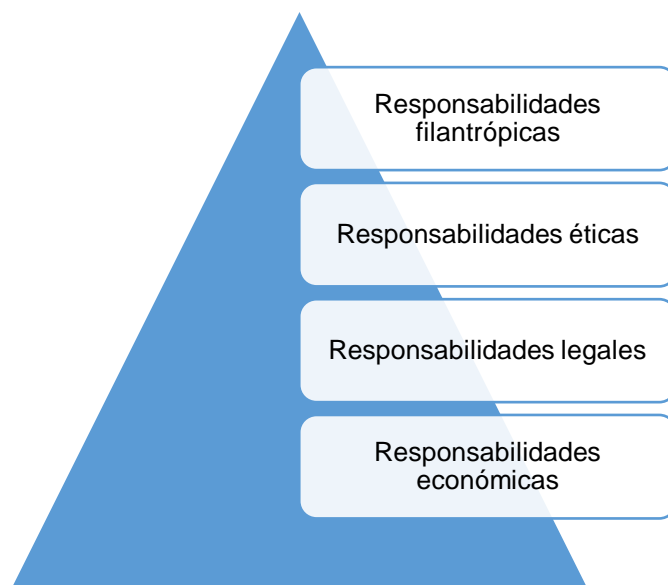 Responsabilidades
filantrópicas
Responsabilidades éticas
Responsabilidades legales
Responsabilidades
económicas